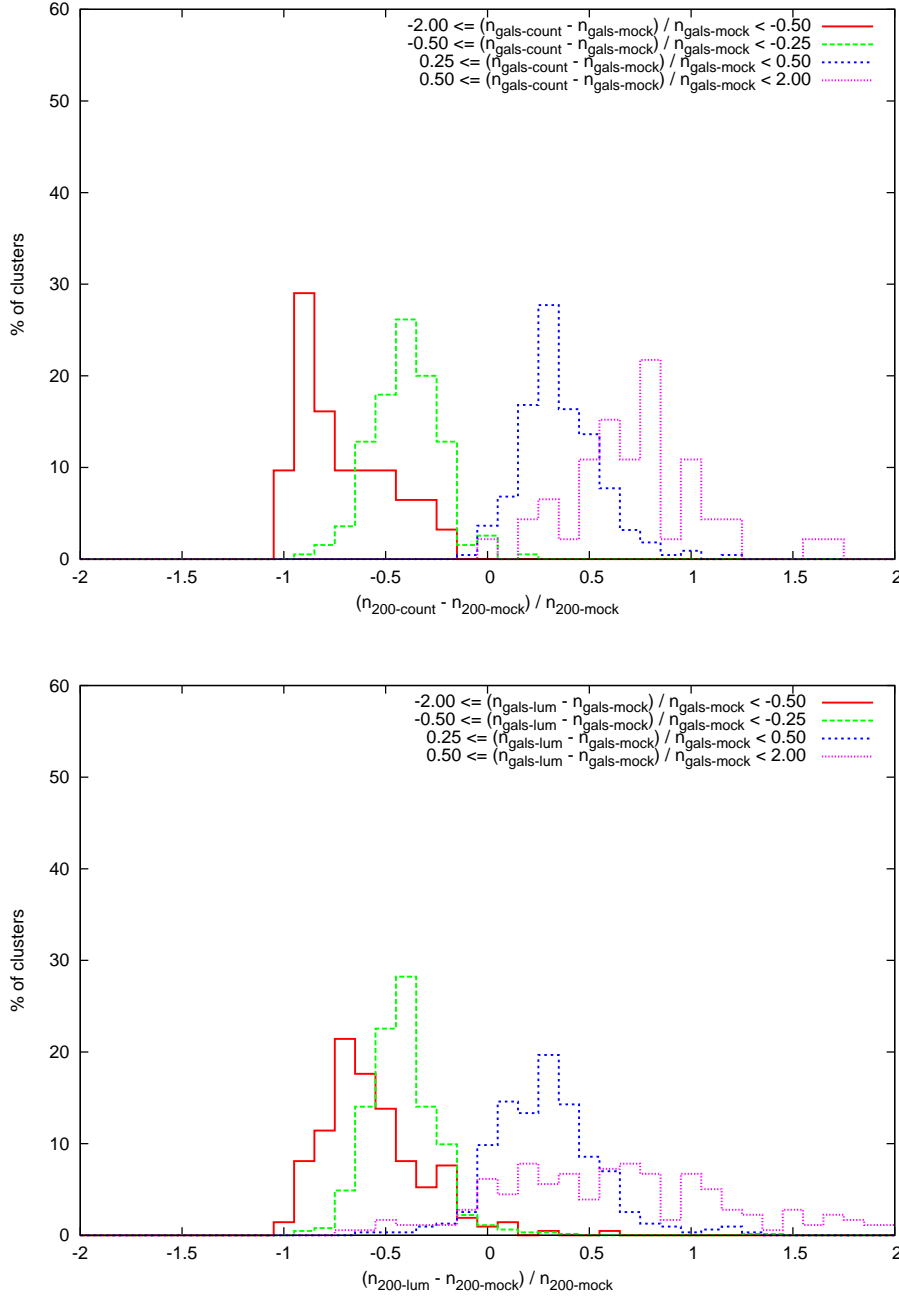 60
50
40
30
20
10
0
-2
-1.5
-1
-0.5
0
0.5
1
1.5
2
% of clusters
(n200-count - n200-mock) / n200-mock
-2.00 <= (ngals-count - ngals-mock) / ngals-mock < -0.50
-0.50 <= (ngals-count - ngals-mock) / ngals-mock < -0.25
0.25 <= (ngals-count - ngals-mock) / ngals-mock < 0.50
0.50 <= (ngals-count - ngals-mock) / ngals-mock < 2.00
60
50
40
30
20
10
0
-2
-1.5
-1
-0.5
0
0.5
1
1.5
2
% of clusters
(n200-lum - n200-mock) / n200-mock
-2.00 <= (ngals-lum - ngals-mock) / ngals-mock < -0.50
-0.50 <= (ngals-lum - ngals-mock) / ngals-mock < -0.25
0.25 <= (ngals-lum - ngals-mock) / ngals-mock < 0.50
0.50 <= (ngals-lum - ngals-mock) / ngals-mock < 2.00